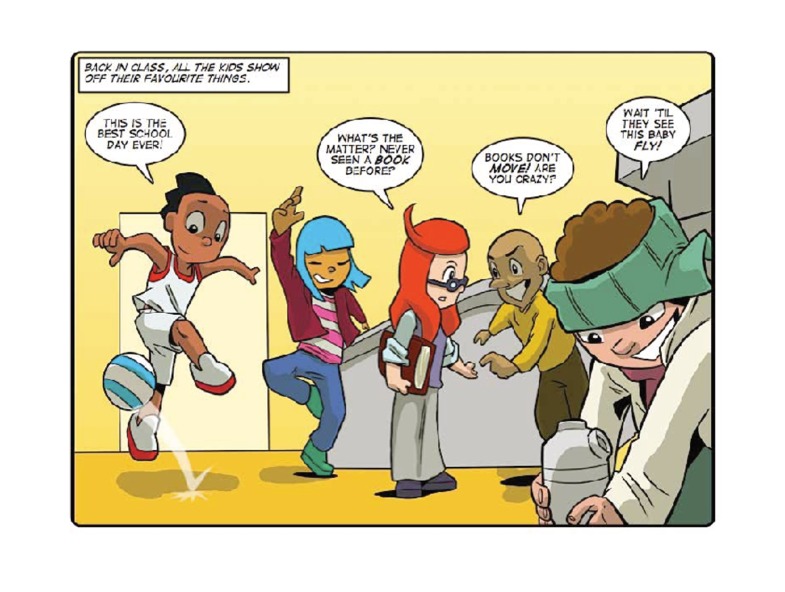 BACK IN CLASS, ALL THE KIDS SHOW
OFF THEIR FAVOURITE THINGS.
THIS IS THE
BEST SCHOOL
DAY EVER!
WHAT'S THE
MATTER? NEVER
SEEN A BOOK
BEFORE?
BOOKS DON'T
MOVE! ARE
YOU CRAZY?
WAIT 'TIL
THEY SEE
THIS BABY
FLY!